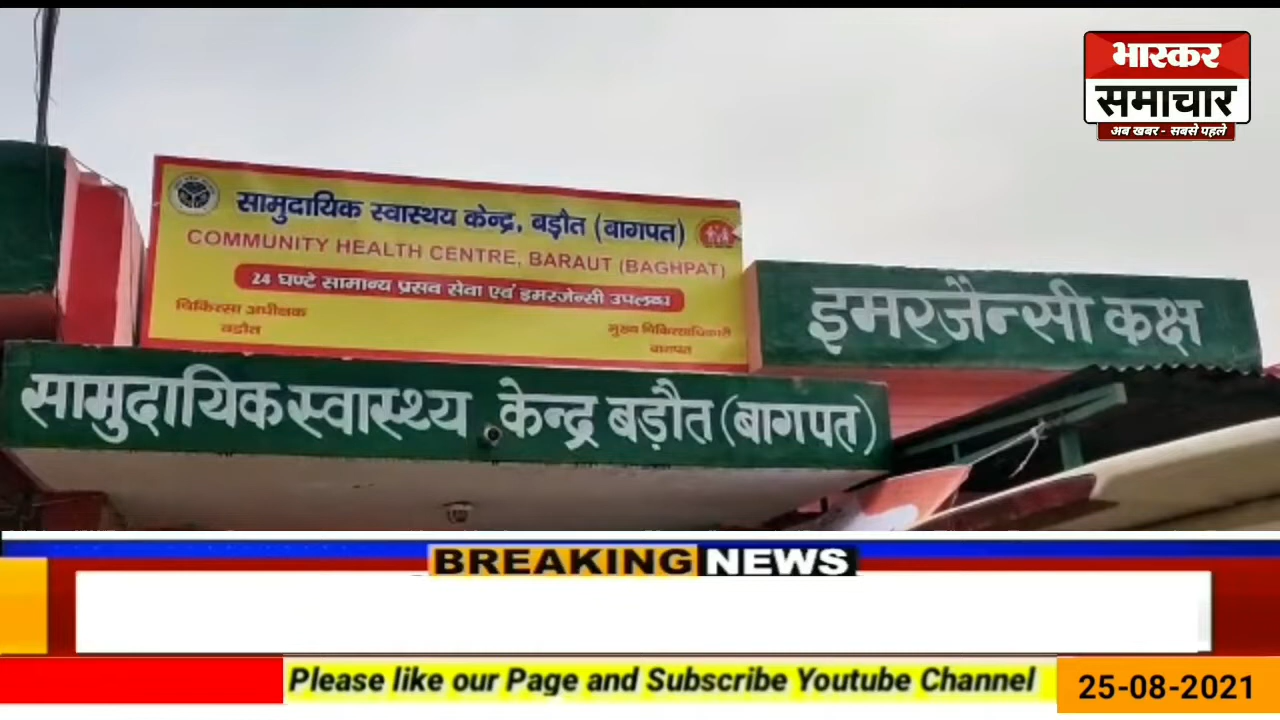 भास्कर
समाचार
अब खबर - सबसे पहले
सामुदायिक स्वास्थय केन्द्र, बड़ौत (बागपत)
COMMUNITY HEALTH CENTRE, BARAUT (BAGHPAT)
24 घण्टे सामान्य प्रसव सेवा एवं इमरजेन्सी उपलब्ध
चिकित्सा अधीक्षक
बडौत
मुख्य चिकित्साधिकारी
बागपत
इमरजैन्सी कक्ष
सामुदायिक स्वास्थ्य केन्द्र बड़ौत (बागपत)
BREAKING NEWS
Please like our Page and Subscribe Youtube Channel
25-08-2021